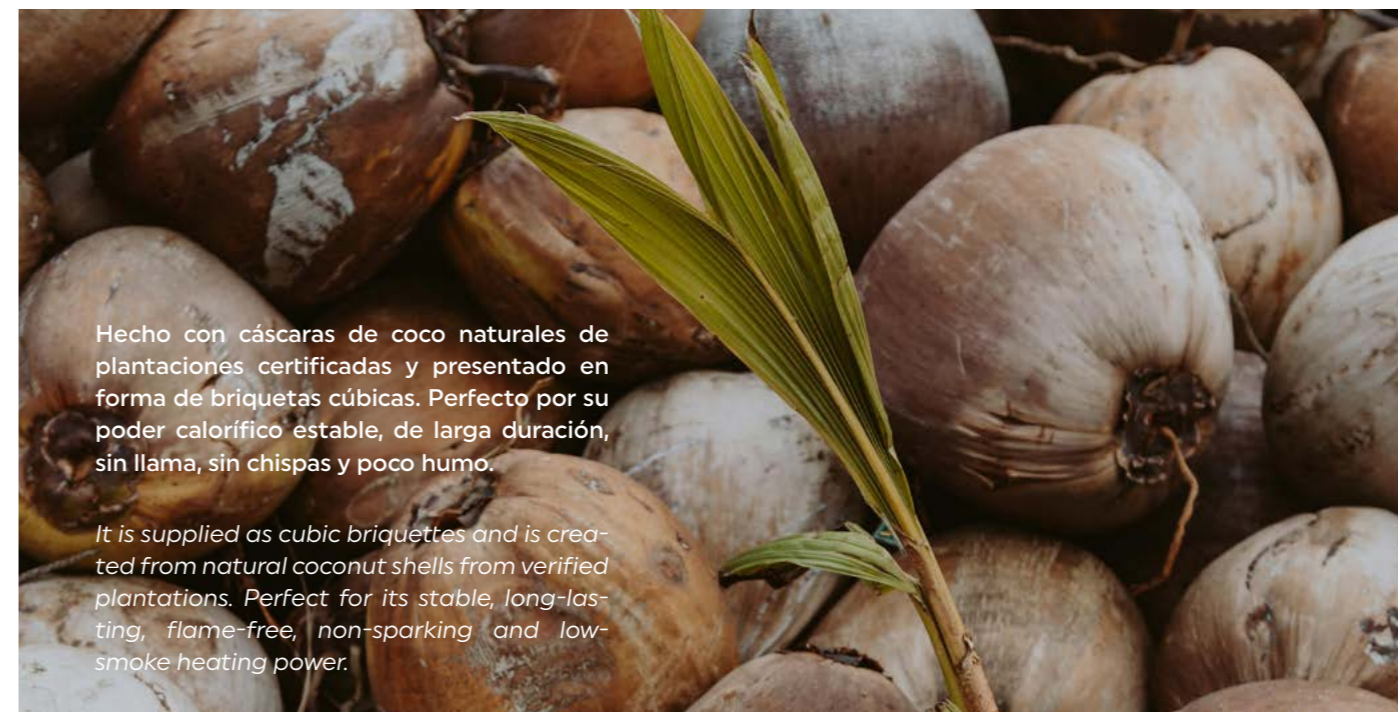 Hecho con cáscaras de coco naturales de
plantaciones certificadas y presentado en
forma de briquetas cúbicas. Perfecto por su
poder calorífico estable, de larga duración,
sin llama, sin chispas y poco humo.
It is supplied as cubic briquettes and is crea-
ted from natural coconut shells from verified
plantations. Perfect for its stable, long-las-
ting, flame-free, non-sparking and low-
smoke heating power.